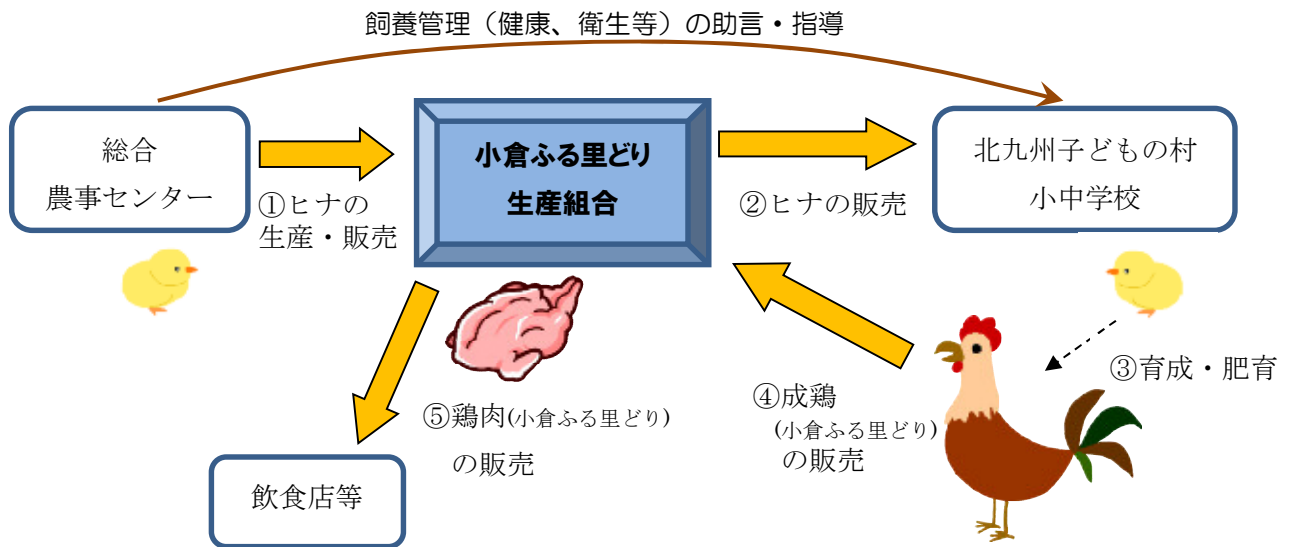 飼養管理（健康、衛生等）の助言・指導
総合
農事センター
①ヒナの
生産・販売
小倉ふる里どり
生産組合
②ヒナの販売
北九州子どもの村
小中学校
③育成・肥育
④成鶏
(小倉ふる里どり)
の販売
⑤鶏肉(小倉ふる里どり)
の販売
飲食店等